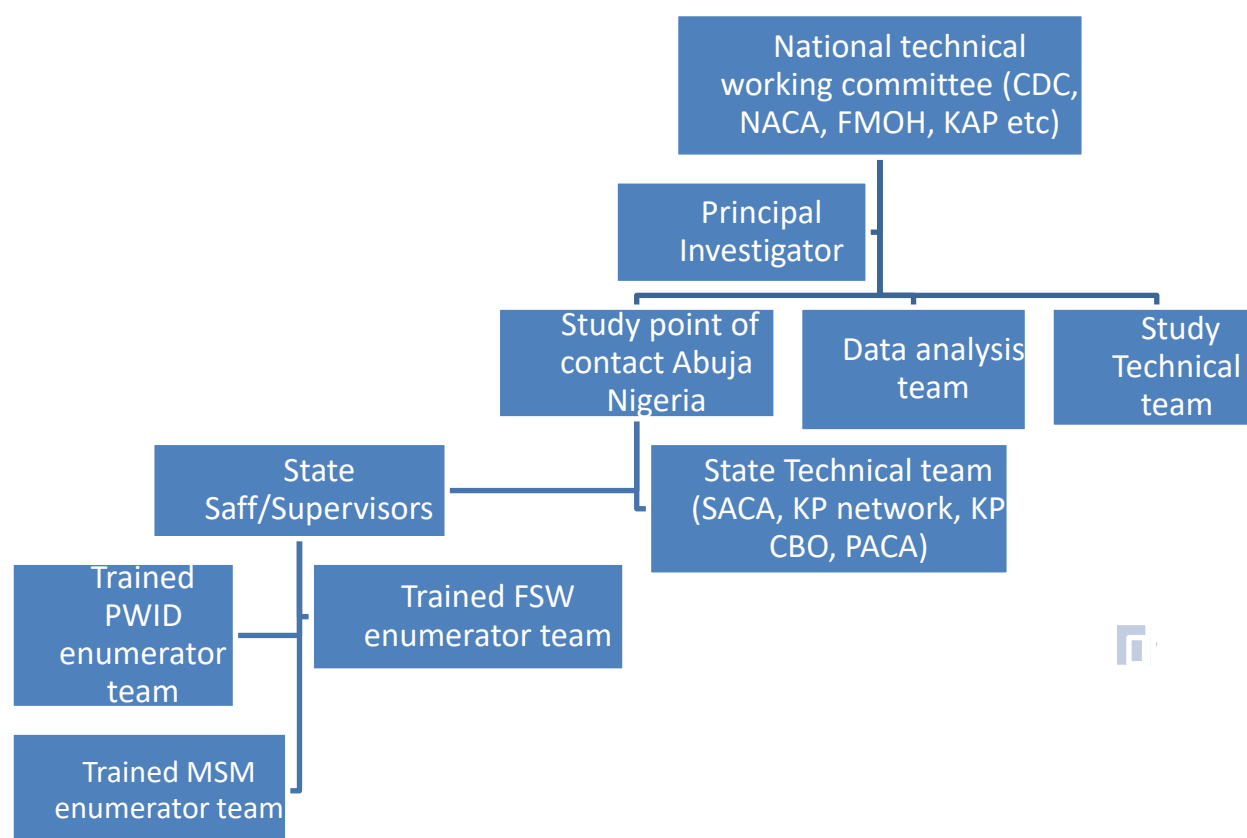 National technical
working committee (CDC,
NACA, FMOH, KAP etc)
Principal
Investigator
Study point of
contact Abuja
Nigeria
Data analysis
team
Study
Technical
team
State
Saff/Supervisors
State Technical team
(SACA, KP network, KP
CBO, PACA)
Trained
PWID
enumerator
team
Trained FSW
enumerator team
Trained MSM
enumerator team